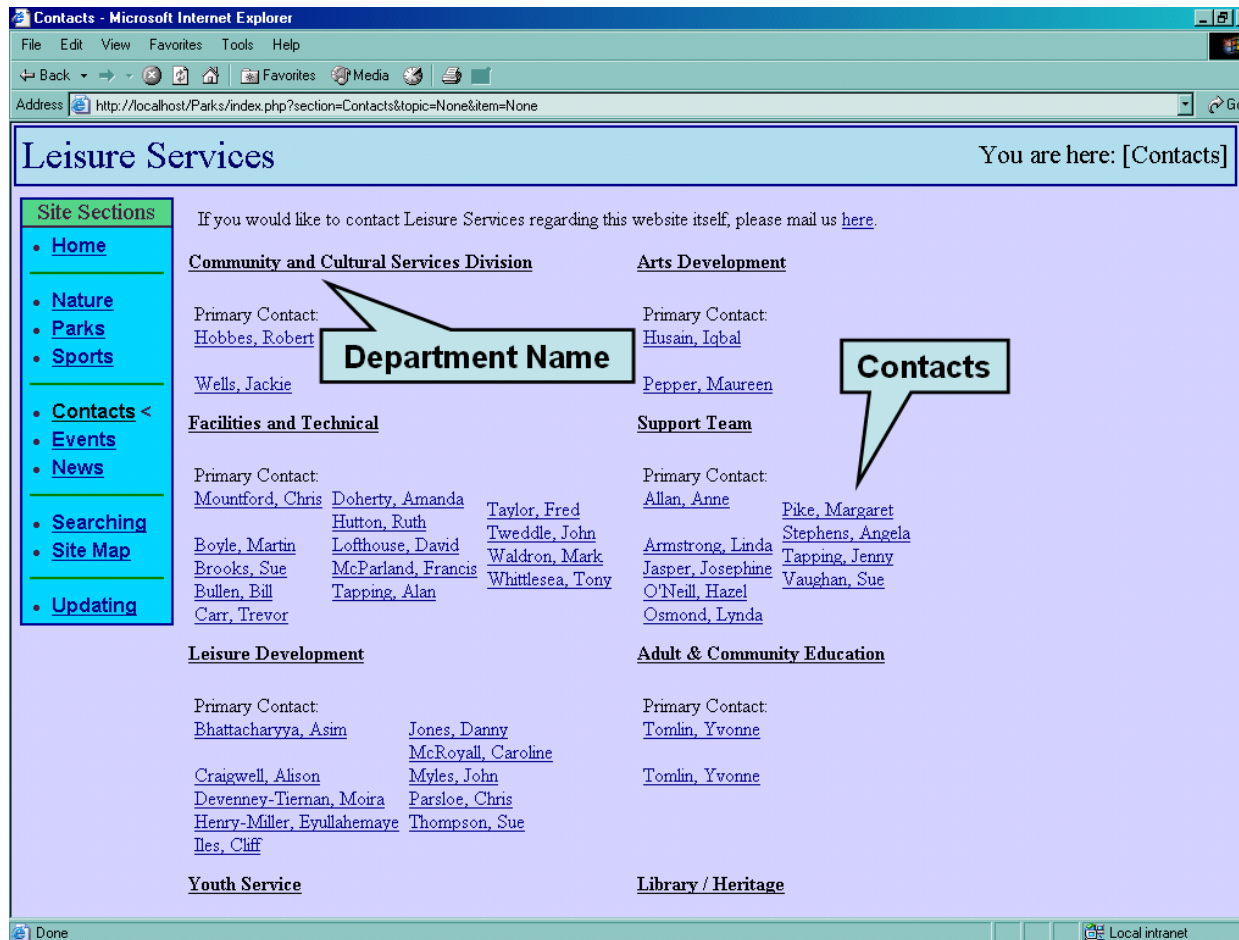 Contacts - Microsoft Internet Explorer
File Edit View Favorites Tools Help
Back Favorites Media
Address http://localhost/Parks/index.php?section=Contacts&topic=None&item=None
Leisure Services
You are here: [Contacts]
Site Sections
Home
Nature
Parks
Sports
Contacts <
Events
News
Searching
Site Map
Updating
If you would like to contact Leisure Services regarding this website itself, please mail us here.
Community and Cultural Services Division
Primary Contact:
Hobbes, Robert
Wells, Jackie
Department Name
Arts Development
Primary Contact:
Husain, Iqbal
Pepper, Maureen
Contacts
Facilities and Technical
Primary Contact:
Mountford, Chris
Boyle, Martin
Brooks, Sue
Bullen, Bill
Carr, Trevor
Doherty, Amanda
Hutton, Ruth
Lofthouse, David
McParland, Francis
Tapping, Alan
Taylor, Fred
Tweddle, John
Waldron, Mark
Whittlesea, Tony
Support Team
Primary Contact:
Allan, Anne
Armstrong, Linda
Jasper, Josephine
O'Neill, Hazel
Osmond, Lynda
Pike, Margaret
Stephens, Angela
Tapping, Jenny
Vaughan, Sue
Leisure Development
Primary Contact:
Bhattacharyya, Asim
Craigwell, Alison
Devenney-Tiernan, Moira
Henry-Miller, Eyullahemaye
Iles, Cliff
Jones, Danny
McRoyall, Caroline
Myles, John
Parsloe, Chris
Thompson, Sue
Adult & Community Education
Primary Contact:
Tomlin, Yvonne
Tomlin, Yvonne
Youth Service
Library / Heritage
Done
Local intranet